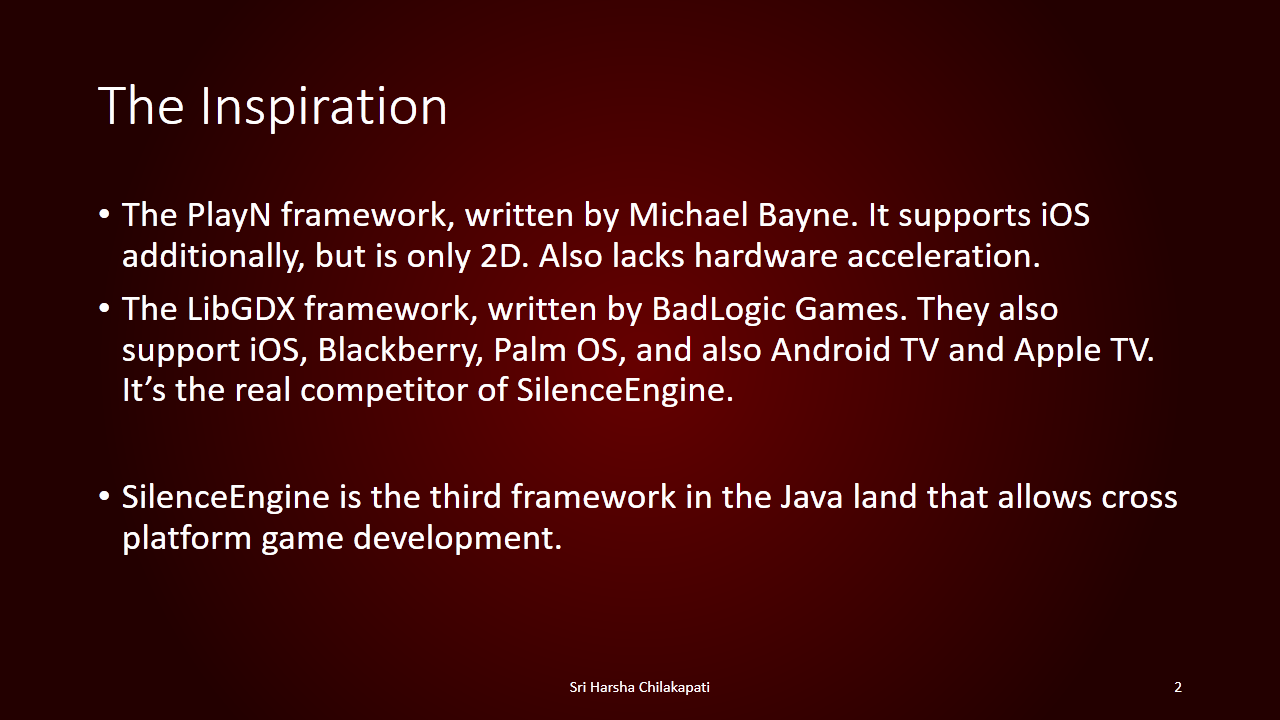 The Inspiration
• The PlayN framework, written by Michael Bayne. It supports iOS
additionally, but is only 2D. Also lacks hardware acceleration.
• The LibGDX framework, written by BadLogic Games. They also
support iOS, Blackberry, Palm OS, and also Android TV and Apple TV.
It’s the real competitor of SilenceEngine.
• SilenceEngine is the third framework in the Java land that allows cross
platform game development.
Sri Harsha Chilakapati
2